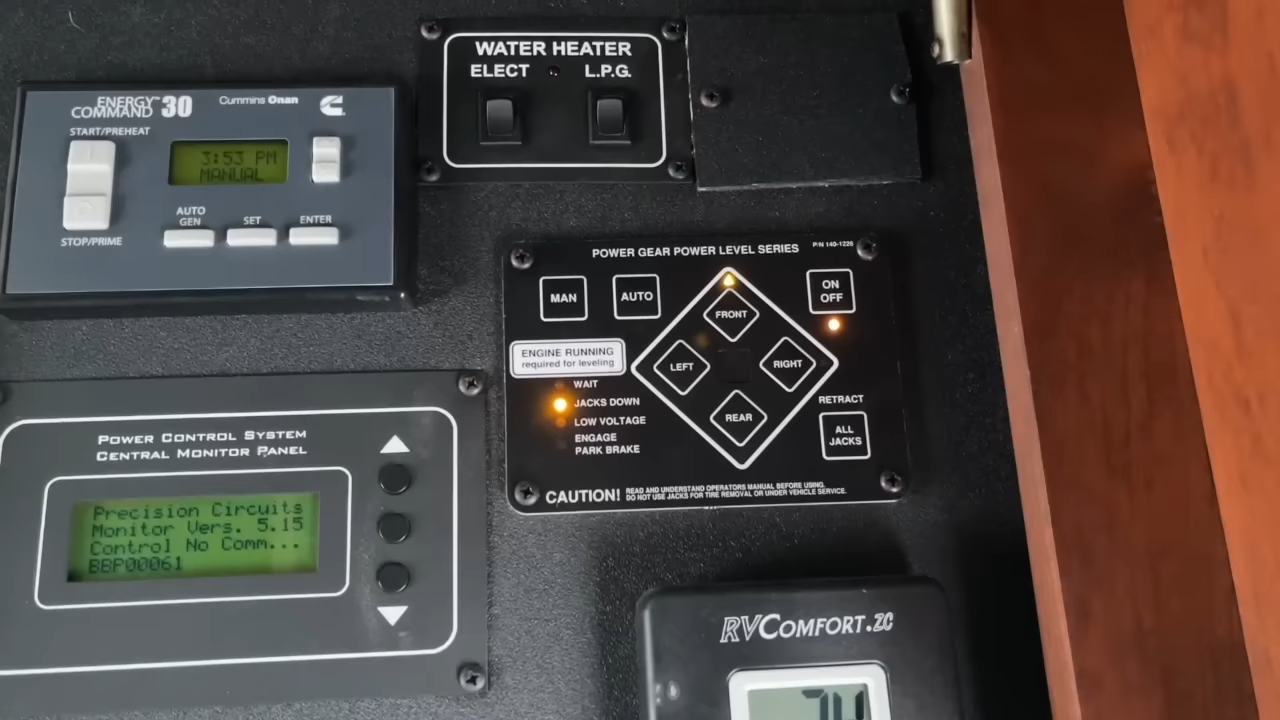 ENERGY™
COMMAND 30
Cummins Onan
START/PREHEAT
3:53 PM
MANUAL
AUTO
GEN
SET
ENTER
STOP/PRIME
WATER HEATER
ELECT
L.P.G.
POWER GEAR POWER LEVEL SERIES
P/N 140-1226
MAN
AUTO
FRONT
ON
OFF
ENGINE RUNNING
required for leveling
LEFT
RIGHT
WAIT
JACKS DOWN
LOW VOLTAGE
ENGAGE
PARK BRAKE
REAR
RETRACT
ALL
JACKS
CAUTION!
READ AND UNDERSTAND OPERATORS MANUAL BEFORE USING.
DO NOT USE JACKS FOR TIRE REMOVAL OR UNDER VEHICLE SERVICE.
POWER CONTROL SYSTEM
CENTRAL MONITOR PANEL
Precision Circuits
Monitor Vers. 5.15
Control No Comm...
BBP00061
RVCOMFORT.ZC
74